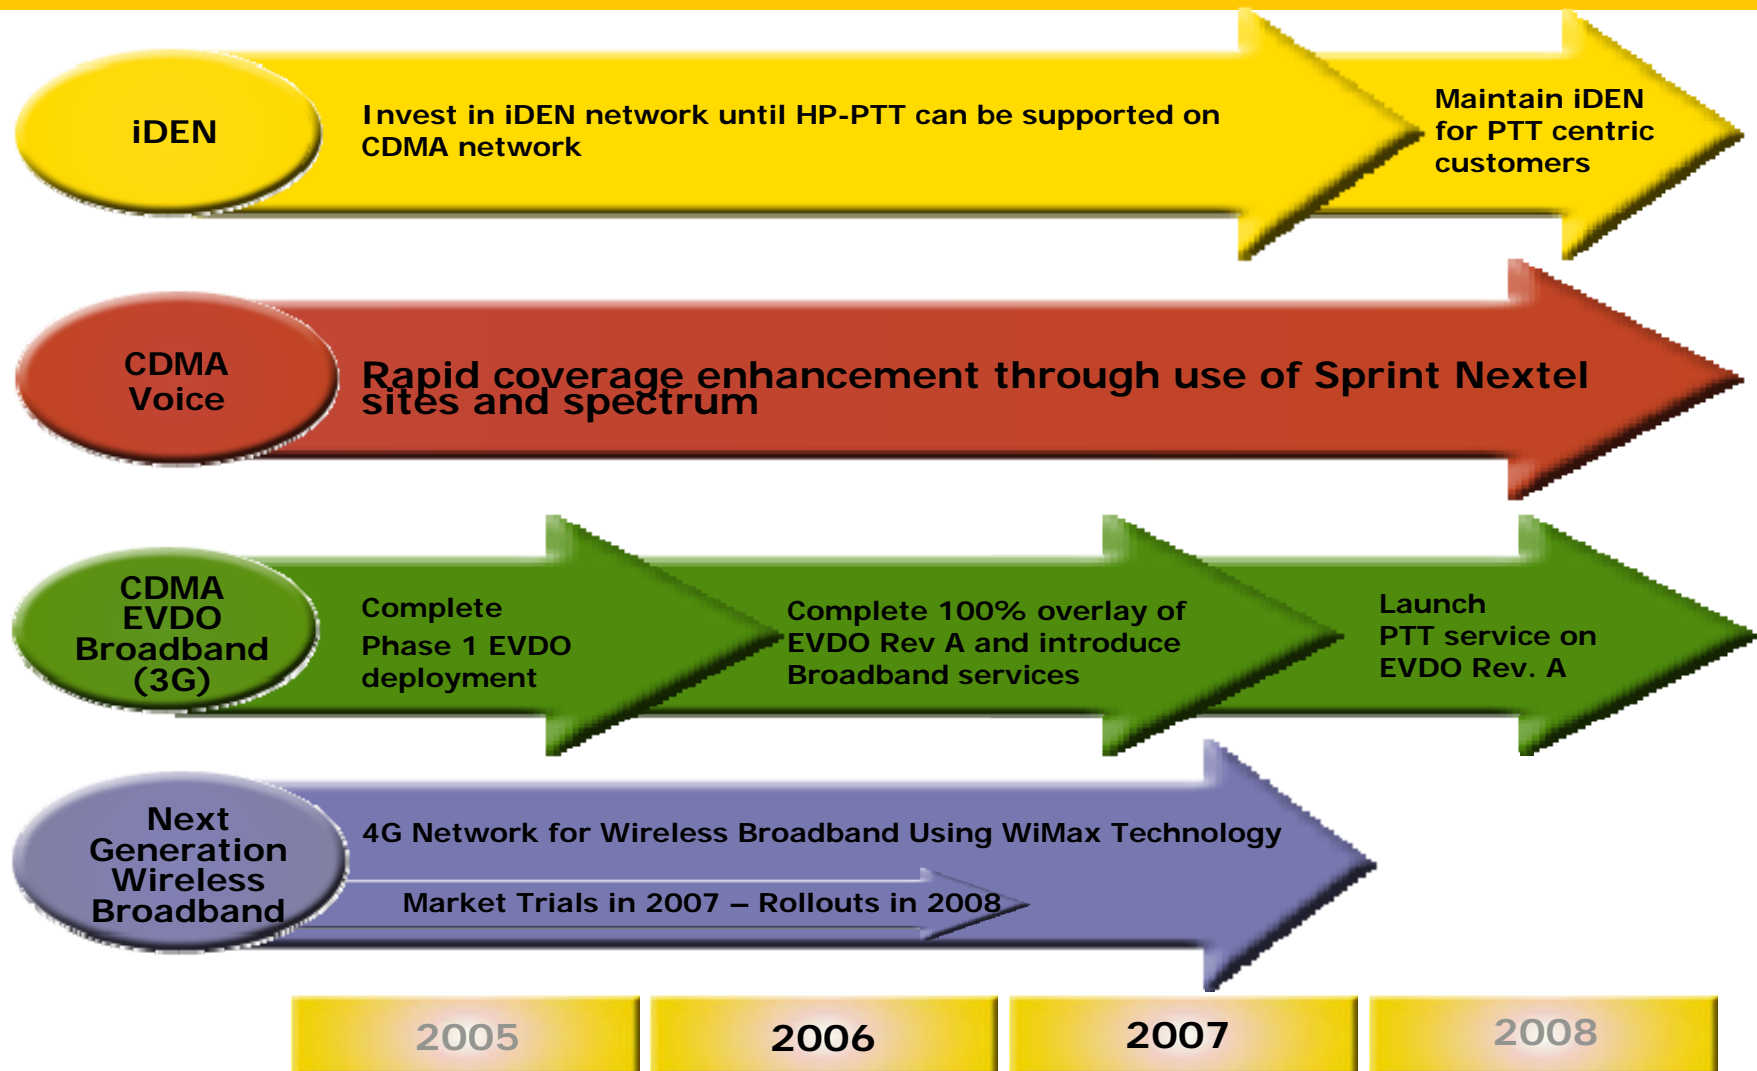 iDEN
Invest in iDEN network until HP-PTT can be supported on
CDMA network
Maintain iDEN
for PTT centric
customers
CDMA
Voice
Rapid coverage enhancement through use of Sprint Nextel
sites and spectrum
CDMA
EVDO
Broadband
(3G)
Complete
Phase 1 EVDO
deployment
Complete 100% overlay of
EVDO Rev A and introduce
Broadband services
Launch
PTT service on
EVDO Rev. A
Next
Generation
Wireless
Broadband
4G Network for Wireless Broadband Using WiMax Technology
Market Trials in 2007 – Rollouts in 2008
2005
2006
2007
2008